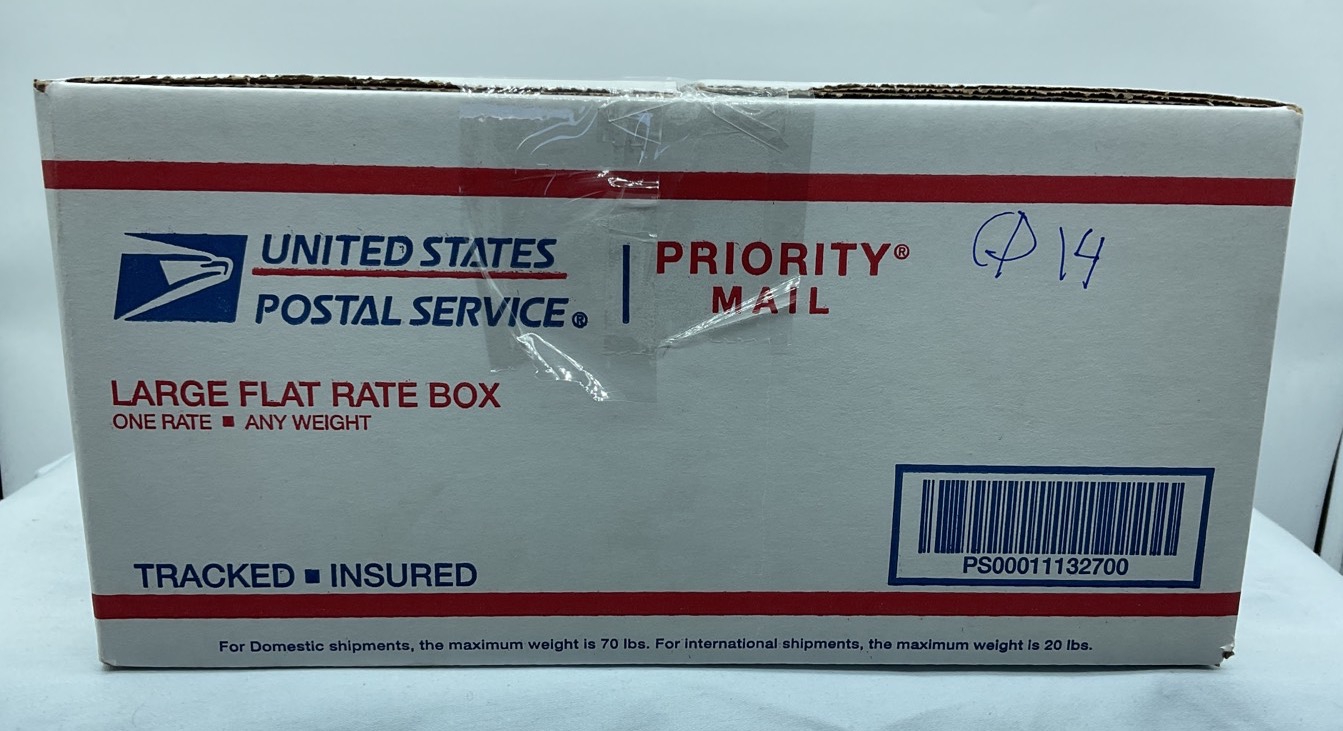 UNITED STATES
POSTAL SERVICE®
PRIORITY®
MAIL
14
LARGE FLAT RATE BOX
ONE RATE ■ ANY WEIGHT
TRACKED ■ INSURED
PS00011132700
For Domestic shipments, the maximum weight is 70 lbs. For international shipments, the maximum weight is 20 lbs.